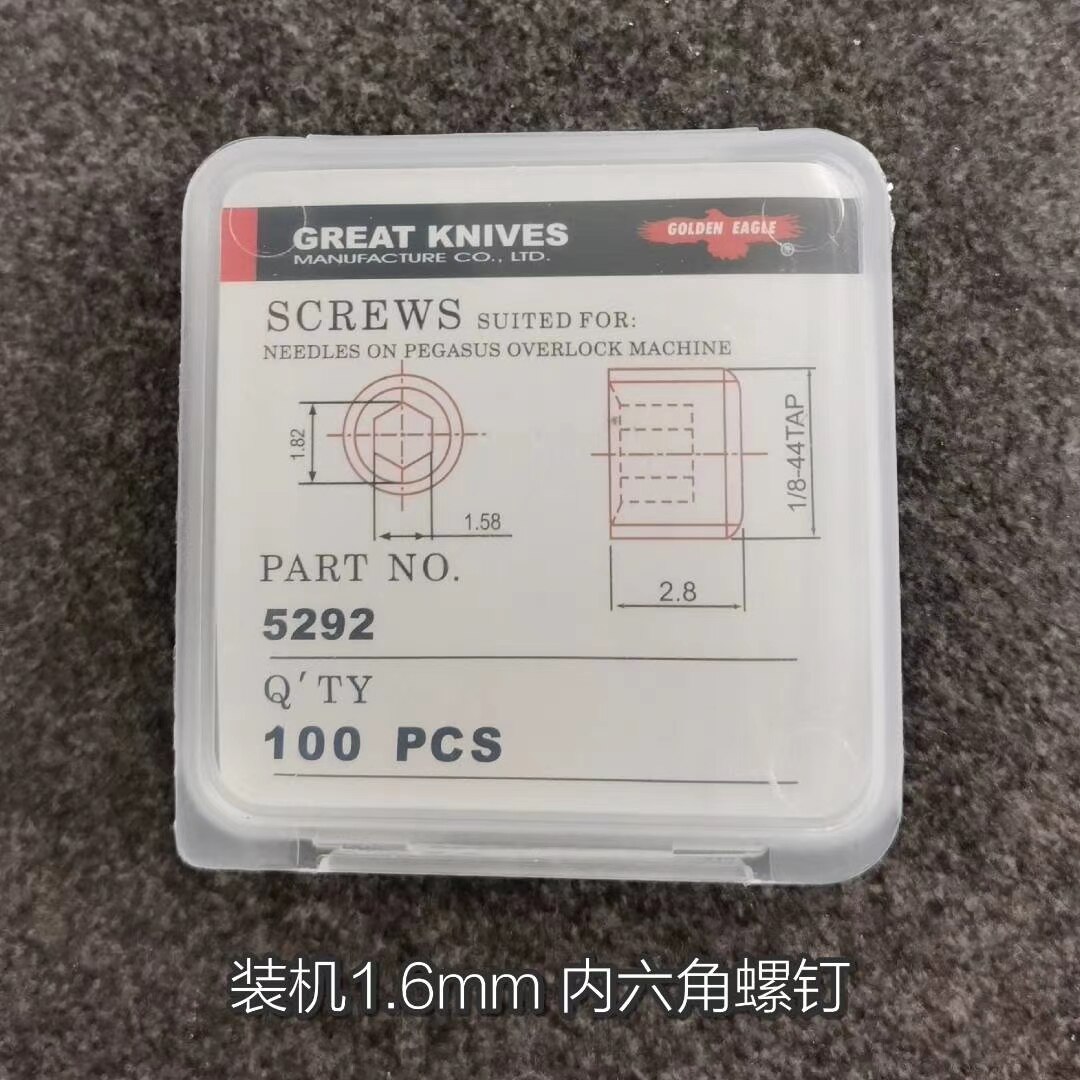 GREAT KNIVES
MANUFACTURE CO., LTD.
GOLDEN EAGLE
®
SCREWS SUITED FOR:
NEEDLES ON PEGASUS OVERLOCK MACHINE
1.82
1.58
1/8-44TAP
2.8
PART NO.
5292
Q'TY
100 PCS
装机1.6mm 内六角螺钉